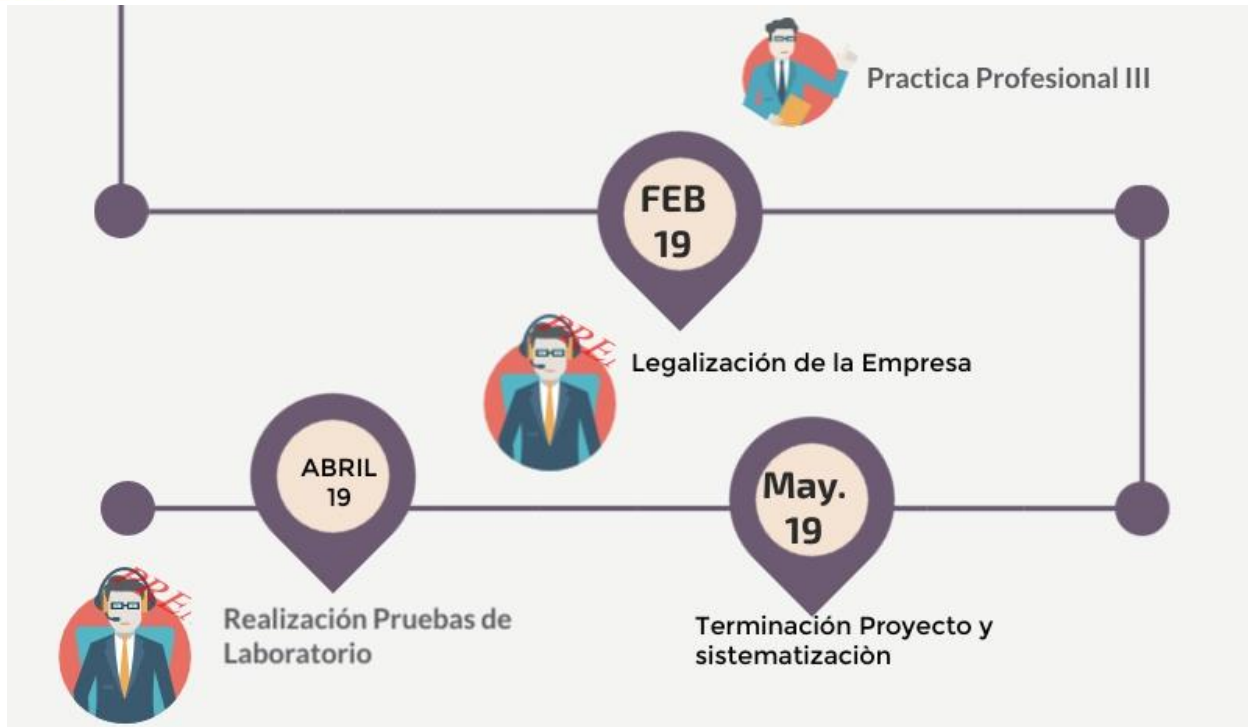 Practica Profesional III
FEB
19
Legalización de la Empresa
ABRIL
19
May.
19
Realización Pruebas de
Laboratorio
Terminación Proyecto y
sistematizaciòn